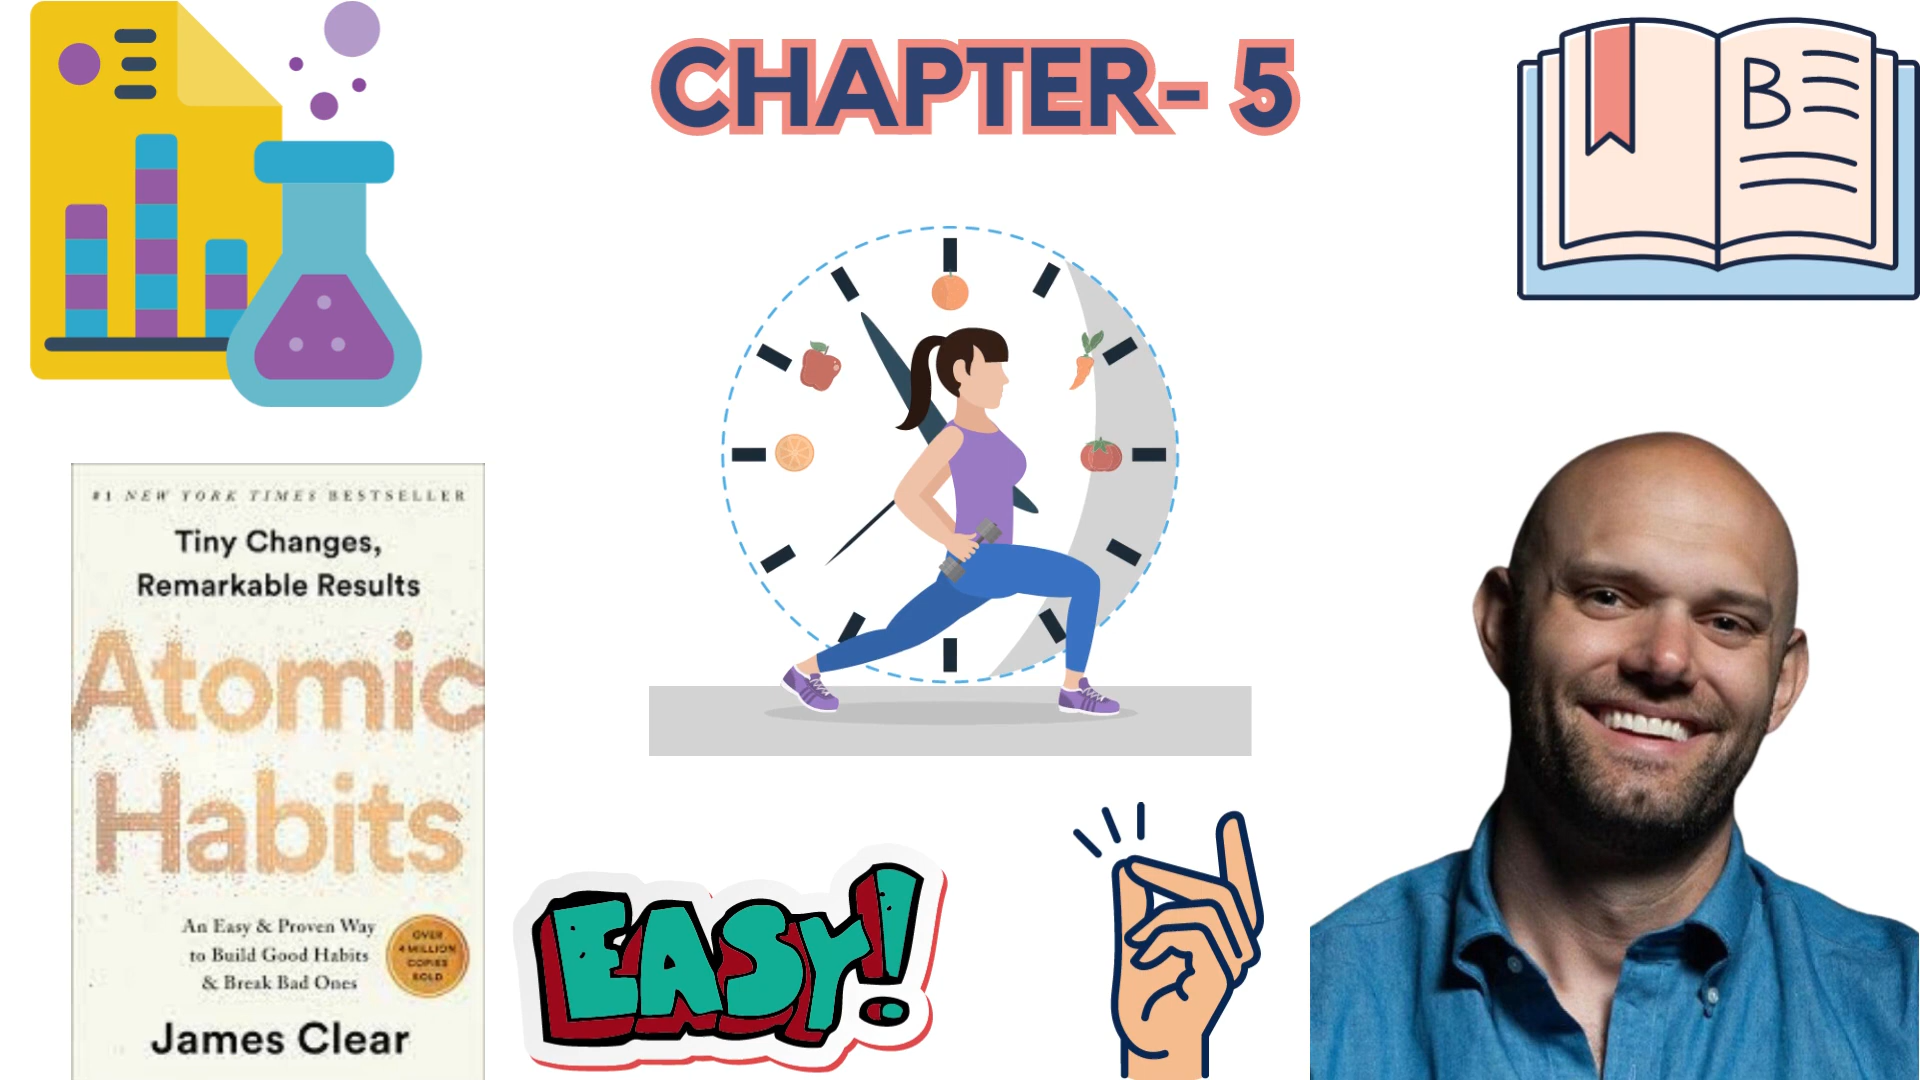 CHAPTER- 5
B
#1 NEW YORK TIMES BESTSELLER
Tiny Changes,
Remarkable Results
Atomic
Habits
An Easy & Proven Way
to Build Good Habits
& Break Bad Ones
OVER
4 MILLION
COPIES
SOLD
James Clear
EASY!